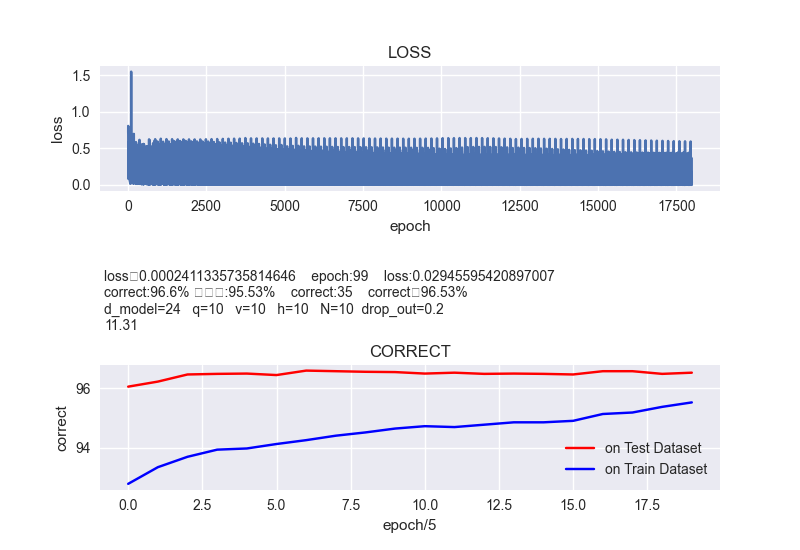 LOSS
1.5
1.0
0.5
0.0
loss
0 2500 5000 7500 10000 12500 15000 17500
epoch
loss□0.0002411335735814646 epoch:99 loss:0.02945595420897007
correct:96.6% □□□:95.53% correct:35 correct□96.53%
d_model=24 q=10 v=10 h=10 N=10 drop_out=0.2
11.31
CORRECT
96
94
correct
on Test Dataset
on Train Dataset
0.0 2.5 5.0 7.5 10.0 12.5 15.0 17.5
epoch/5